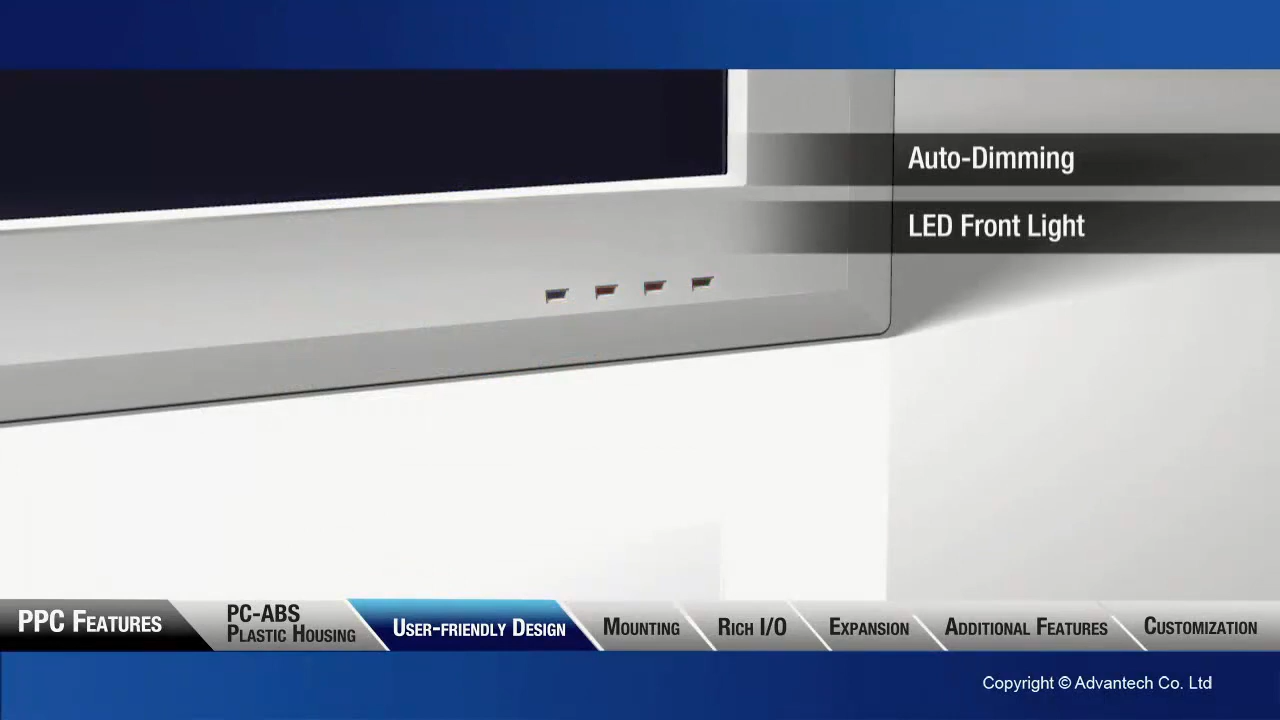 Auto-Dimming
LED Front Light
PPC FEATURES
PC-ABS
PLASTIC HOUSING
USER-FRIENDLY DESIGN
MOUNTING
RICH I/O
EXPANSION
ADDITIONAL FEATURES
CUSTOMIZATION
Copyright © Advantech Co. Ltd